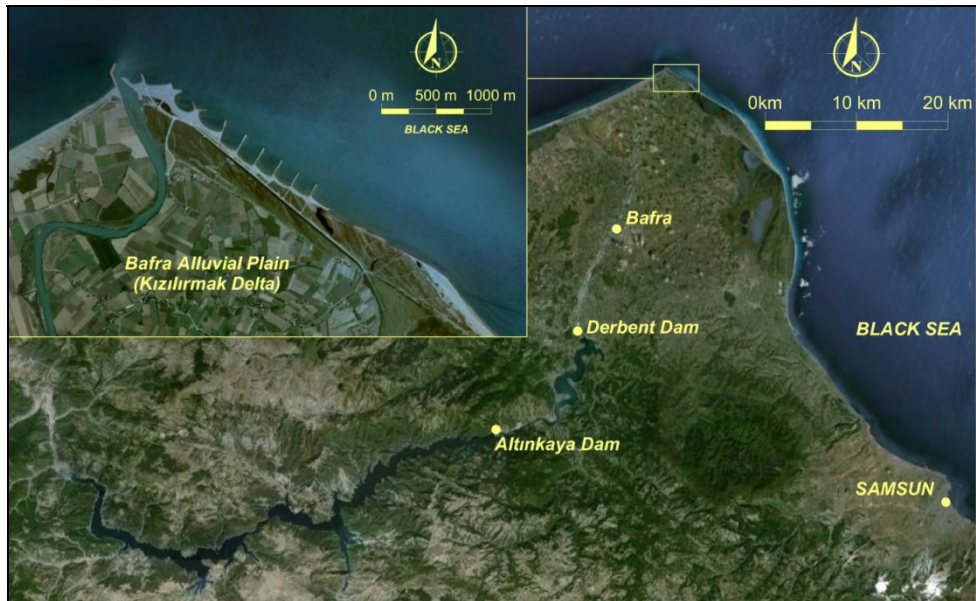 N
0 m 500 m 1000 m
BLACK SEA
Bafra Alluvial Plain
(Kızılırmak Delta)
N
0km 10 km 20 km
Bafra
Derbent Dam
BLACK SEA
Altınkaya Dam
SAMSUN